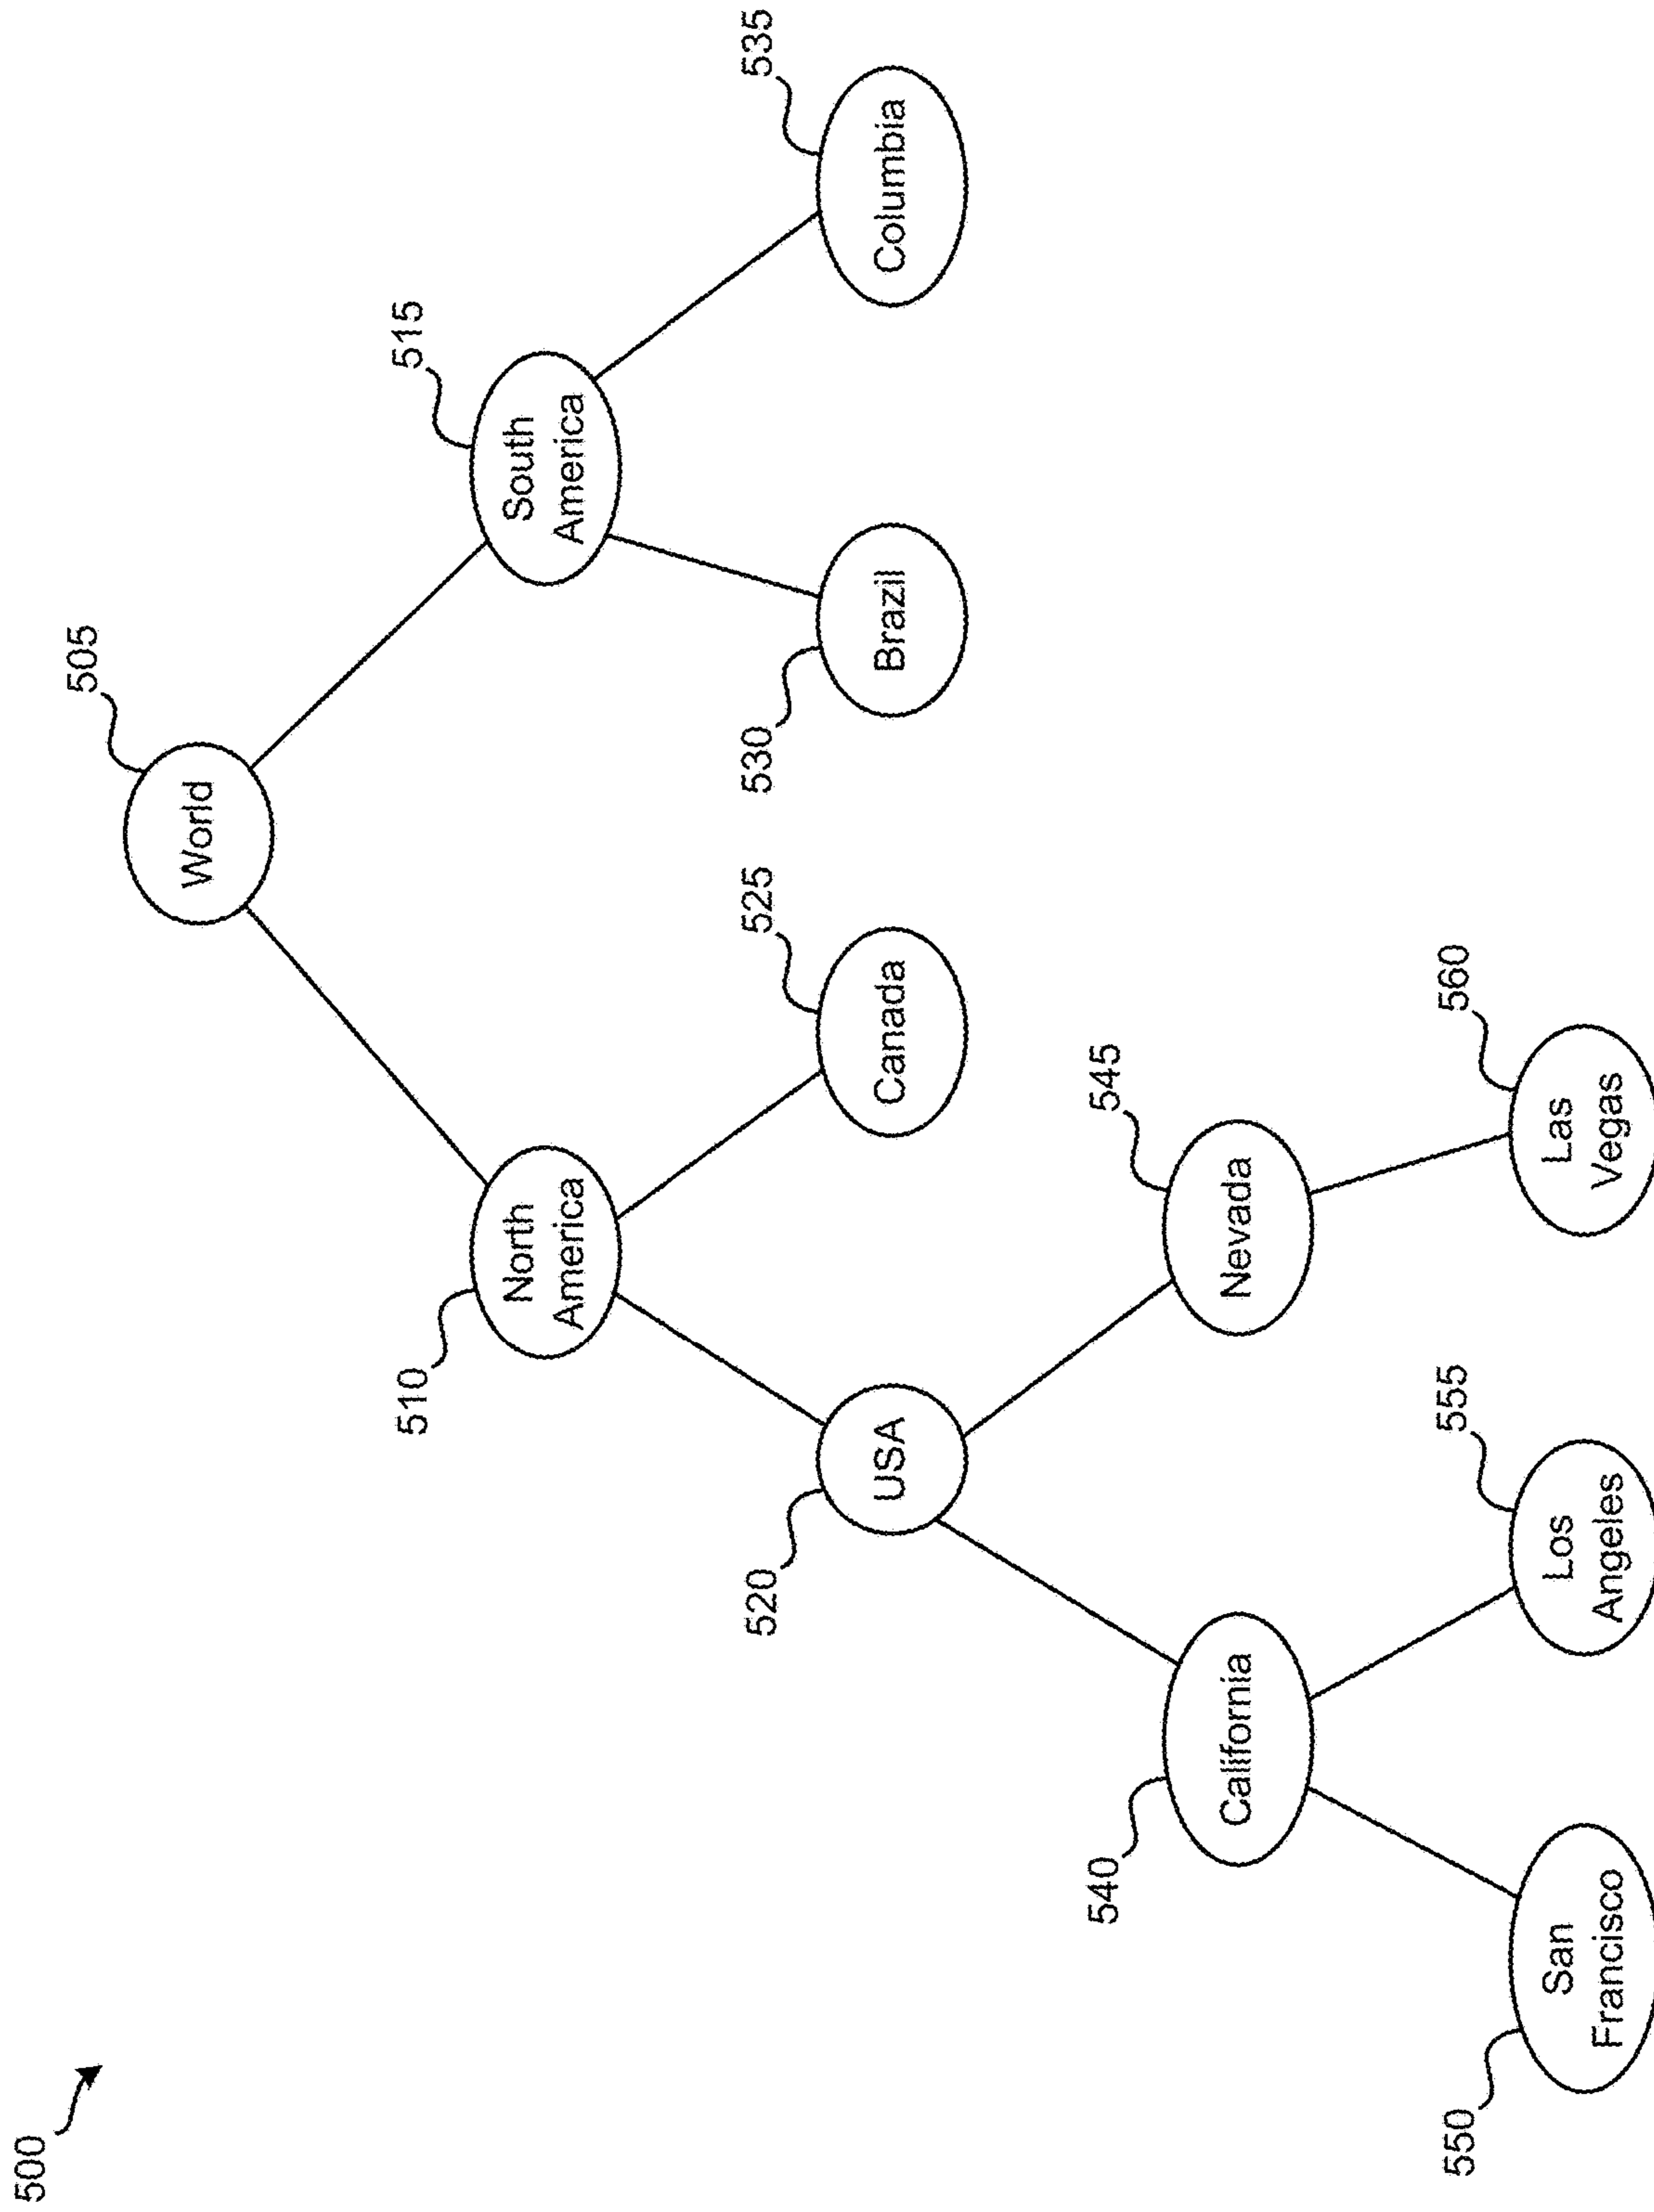 500
505
World
510
North
America
515
South
America
520
USA
525
Canada
530
Brazil
535
Columbia
540
California
545
Nevada
550
San
Francisco
555
Los
Angeles
560
Las
Vegas